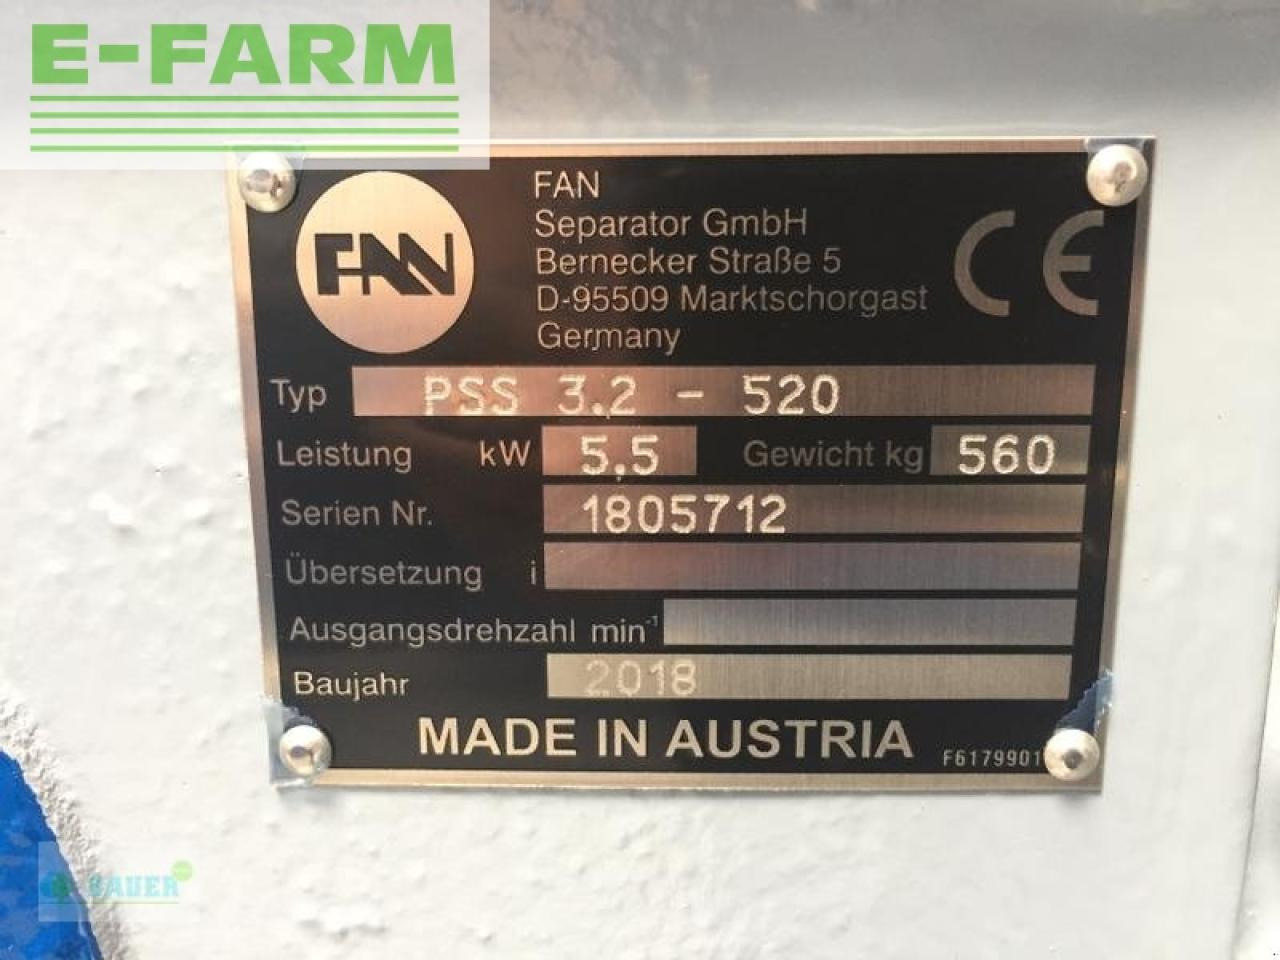 E-FARM
FAN
FAN
Separator GmbH
Bernecker Straße 5
D-95509 Marktschorgast
Germany
CE
Typ PSS 3.2 - 520
Leistung kW 5,5 Gewicht kg 560
Serien Nr. 1805712
Übersetzung i
Ausgangsdrehzahl min⁻¹
Baujahr 2018
MADE IN AUSTRIA F6179901